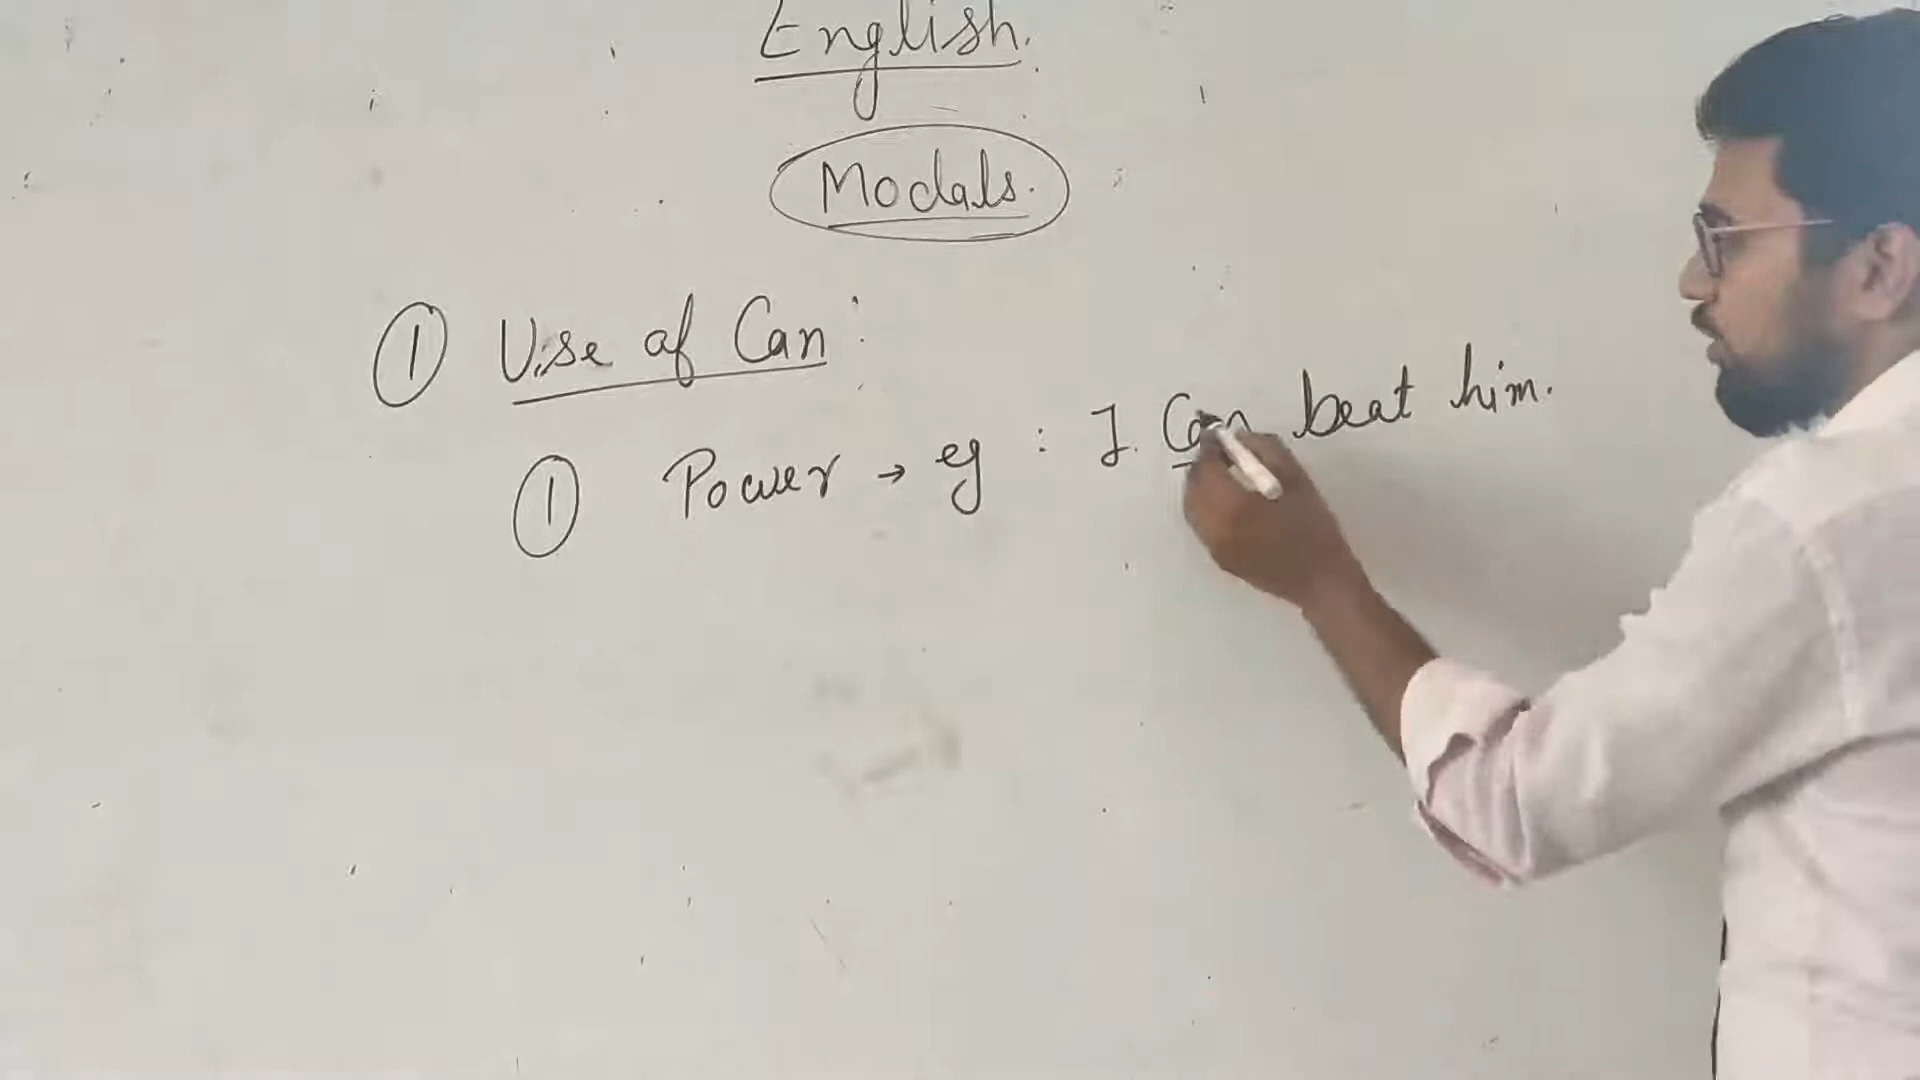 English.
Modals.
① Use of Can:
① Power → eg : I Can beat him.